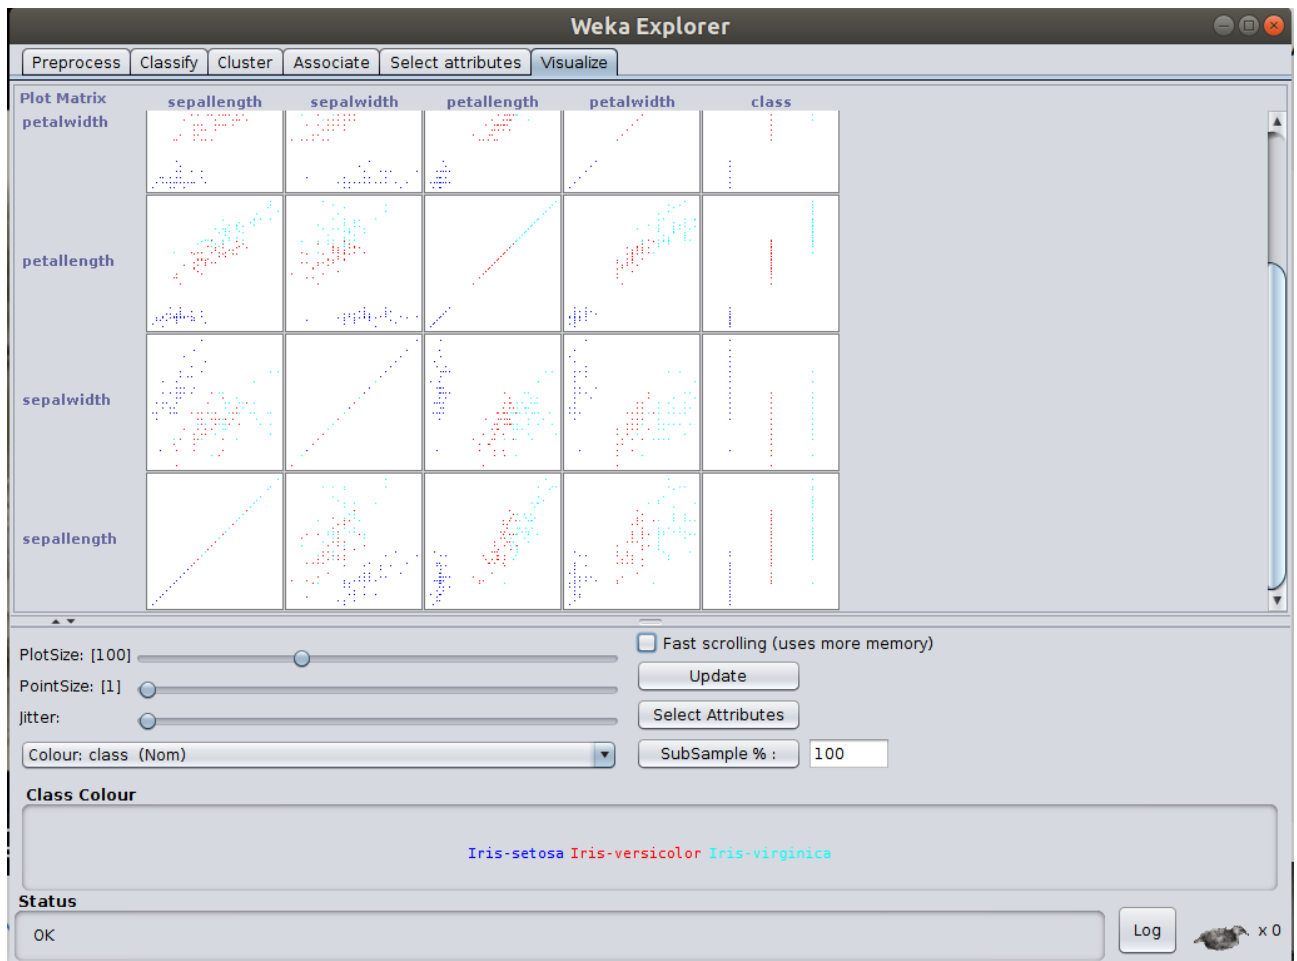 Weka Explorer
Preprocess Classify Cluster Associate Select attributes Visualize
Plot Matrix sepallength sepalwidth petallength petalwidth class
petalwidth
petallength
sepalwidth
sepallength
PlotSize: [100]
PointSize: [1]
Jitter:
Colour: class (Nom)
Fast scrolling (uses more memory)
Update
Select Attributes
SubSample % : 100
Class Colour
Iris-setosa Iris-versicolor Iris-virginica
Status
OK
Log x 0